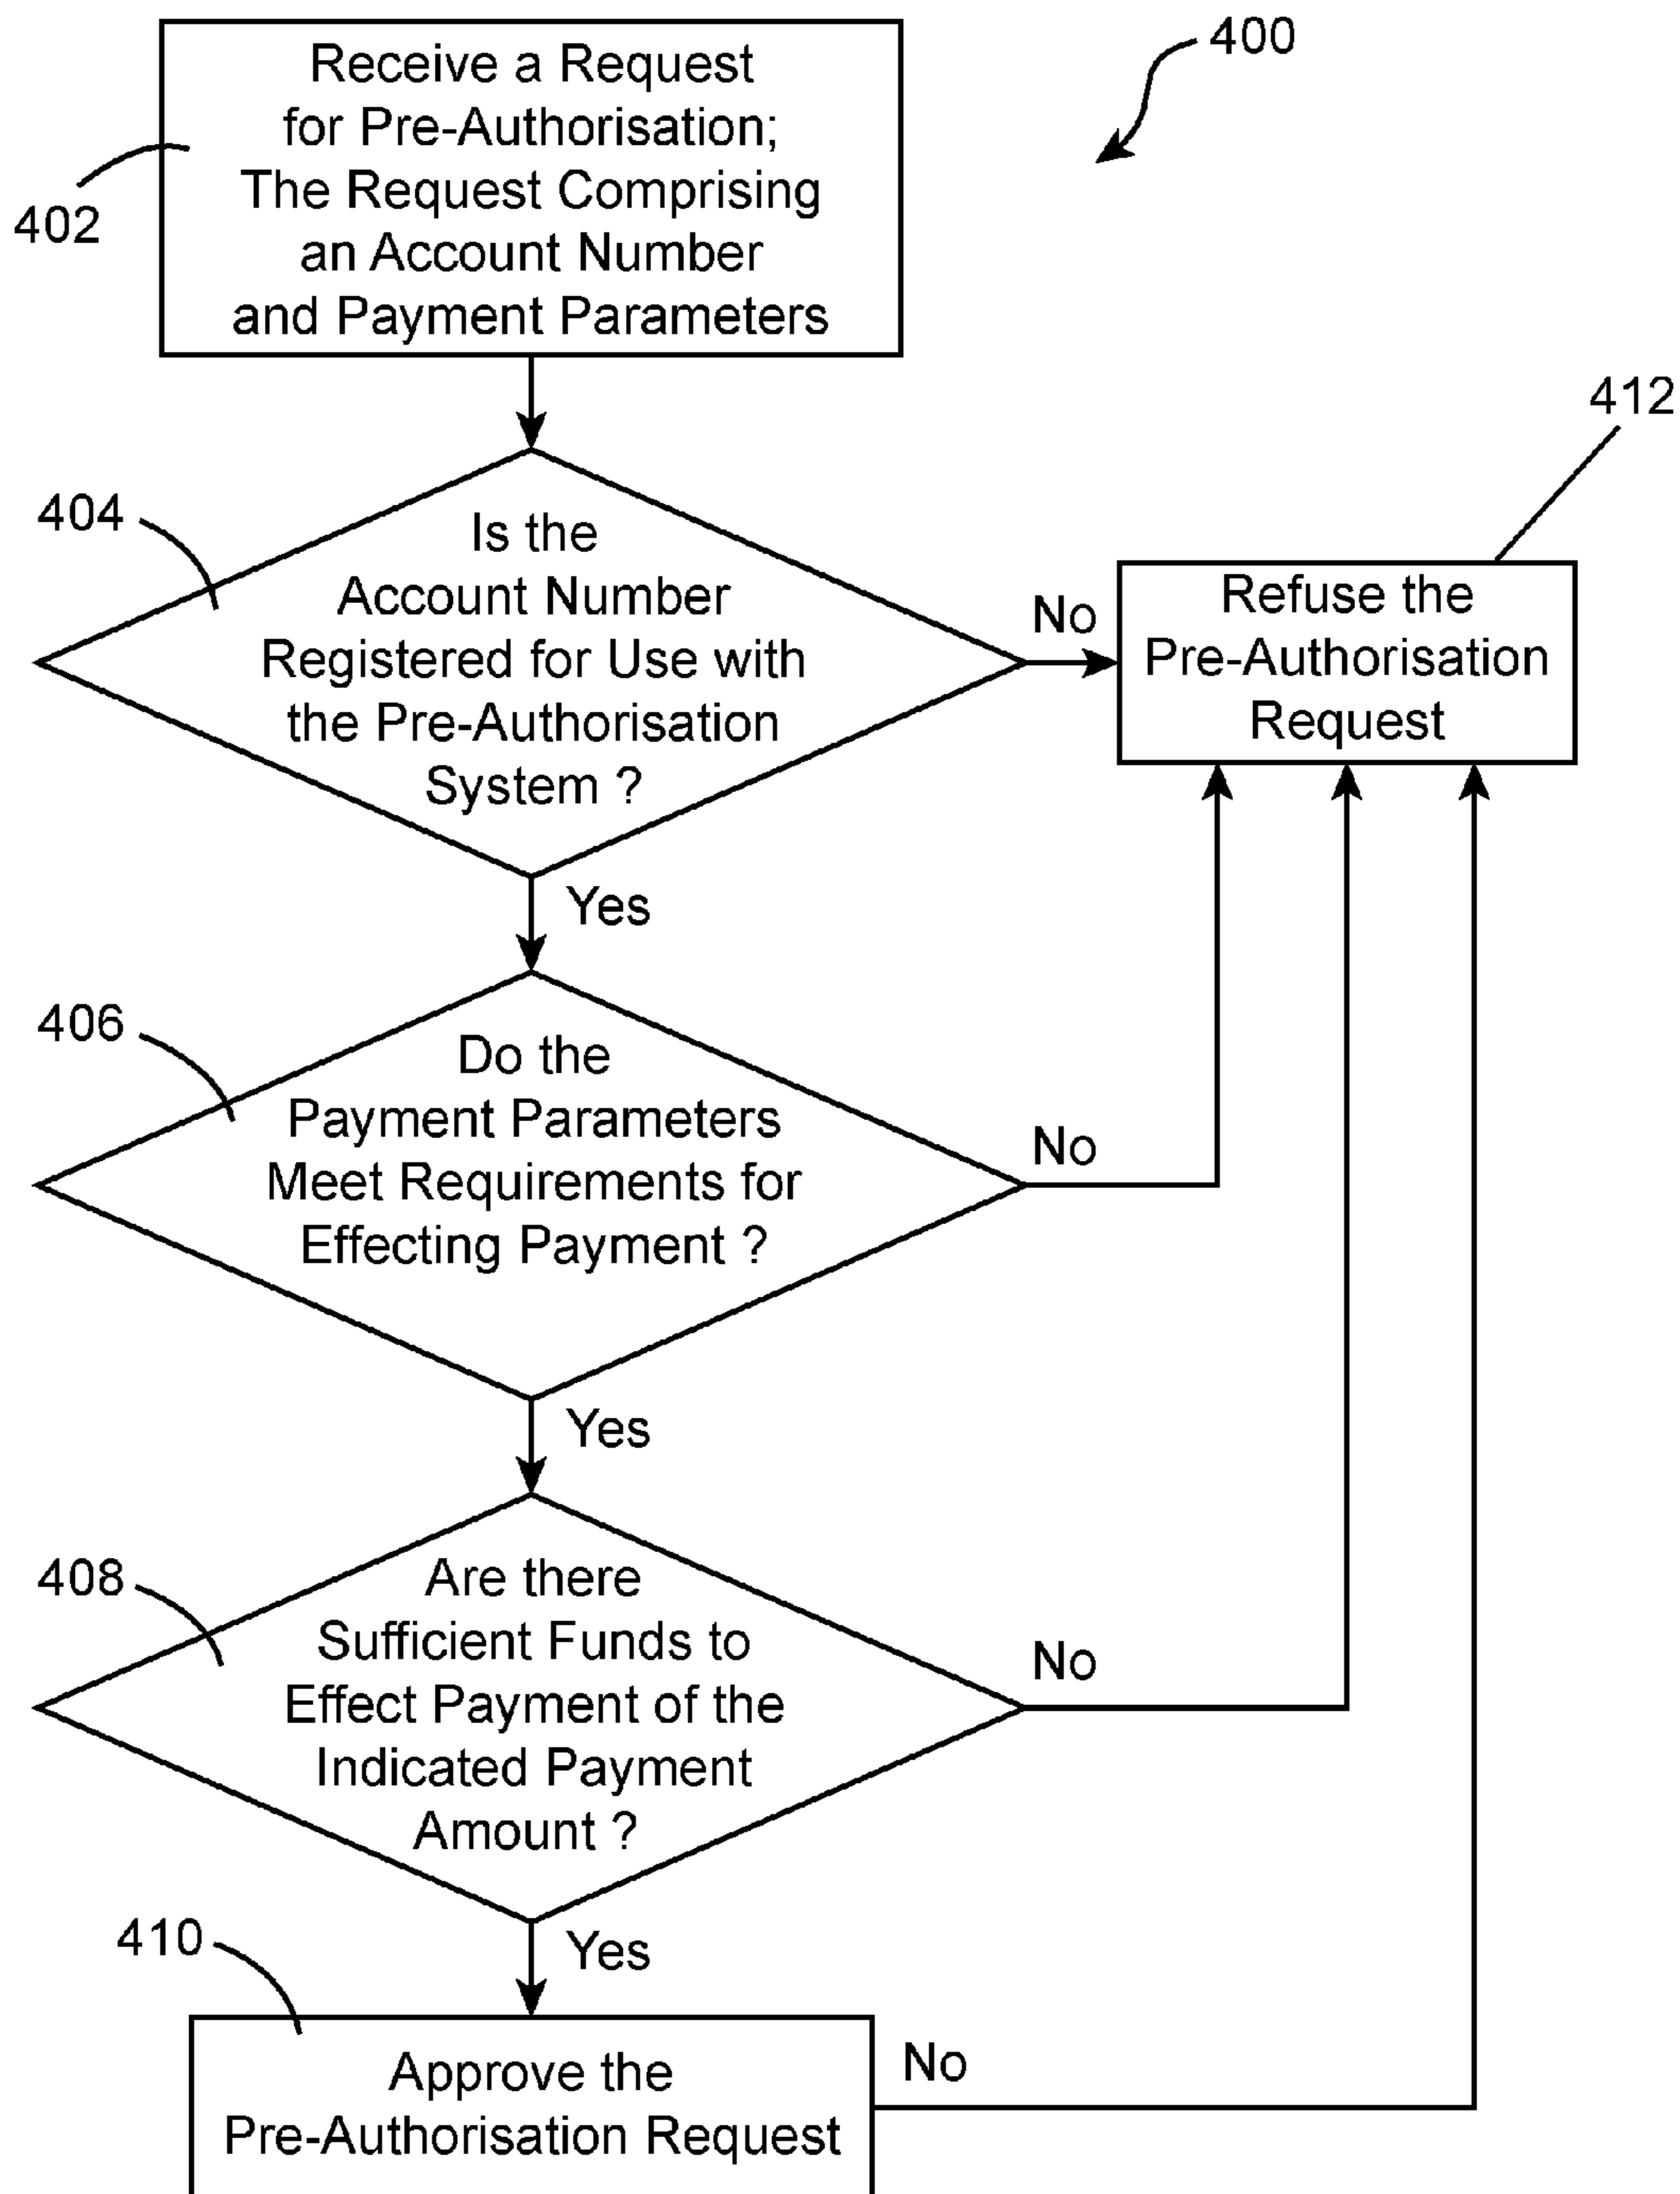 400
Receive a Request
for Pre-Authorisation;
The Request Comprising
an Account Number
and Payment Parameters
402
412
404
Is the
Account Number
Registered for Use with
the Pre-Authorisation
System ?
No
Refuse the
Pre-Authorisation
Request
Yes
406
Do the
Payment Parameters
Meet Requirements for
Effecting Payment ?
No
Yes
408
Are there
Sufficient Funds to
Effect Payment of the
Indicated Payment
Amount ?
No
Yes
410
Approve the
Pre-Authorisation Request
No